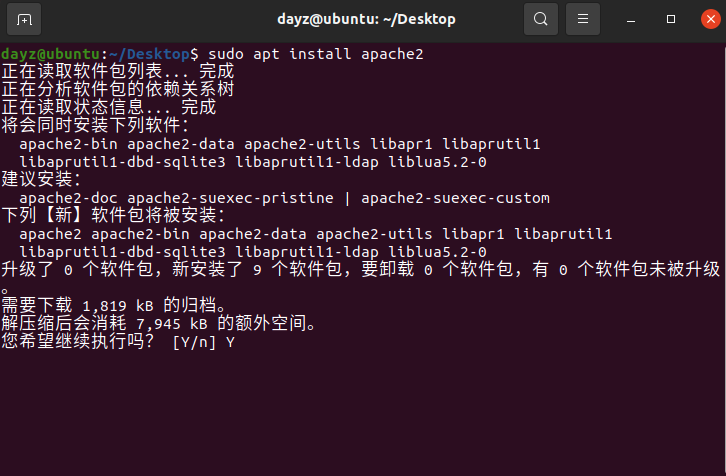 dayz@ubuntu: ~/Desktop
dayz@ubuntu:~/Desktop$ sudo apt install apache2
正在读取软件包列表... 完成
正在分析软件包的依赖关系树
正在读取状态信息... 完成
将会同时安装下列软件：
  apache2-bin apache2-data apache2-utils libapr1 libaprutil1
  libaprutil1-dbd-sqlite3 libaprutil1-ldap liblua5.2-0
建议安装：
  apache2-doc apache2-suexec-pristine | apache2-suexec-custom
下列【新】软件包将被安装：
  apache2 apache2-bin apache2-data apache2-utils libapr1 libaprutil1
  libaprutil1-dbd-sqlite3 libaprutil1-ldap liblua5.2-0
升级了 0 个软件包，新安装了 9 个软件包，要卸载 0 个软件包，有 0 个软件包未被升级
。
需要下载 1,819 kB 的归档。
解压缩后会消耗 7,945 kB 的额外空间。
您希望继续执行吗？ [Y/n] Y